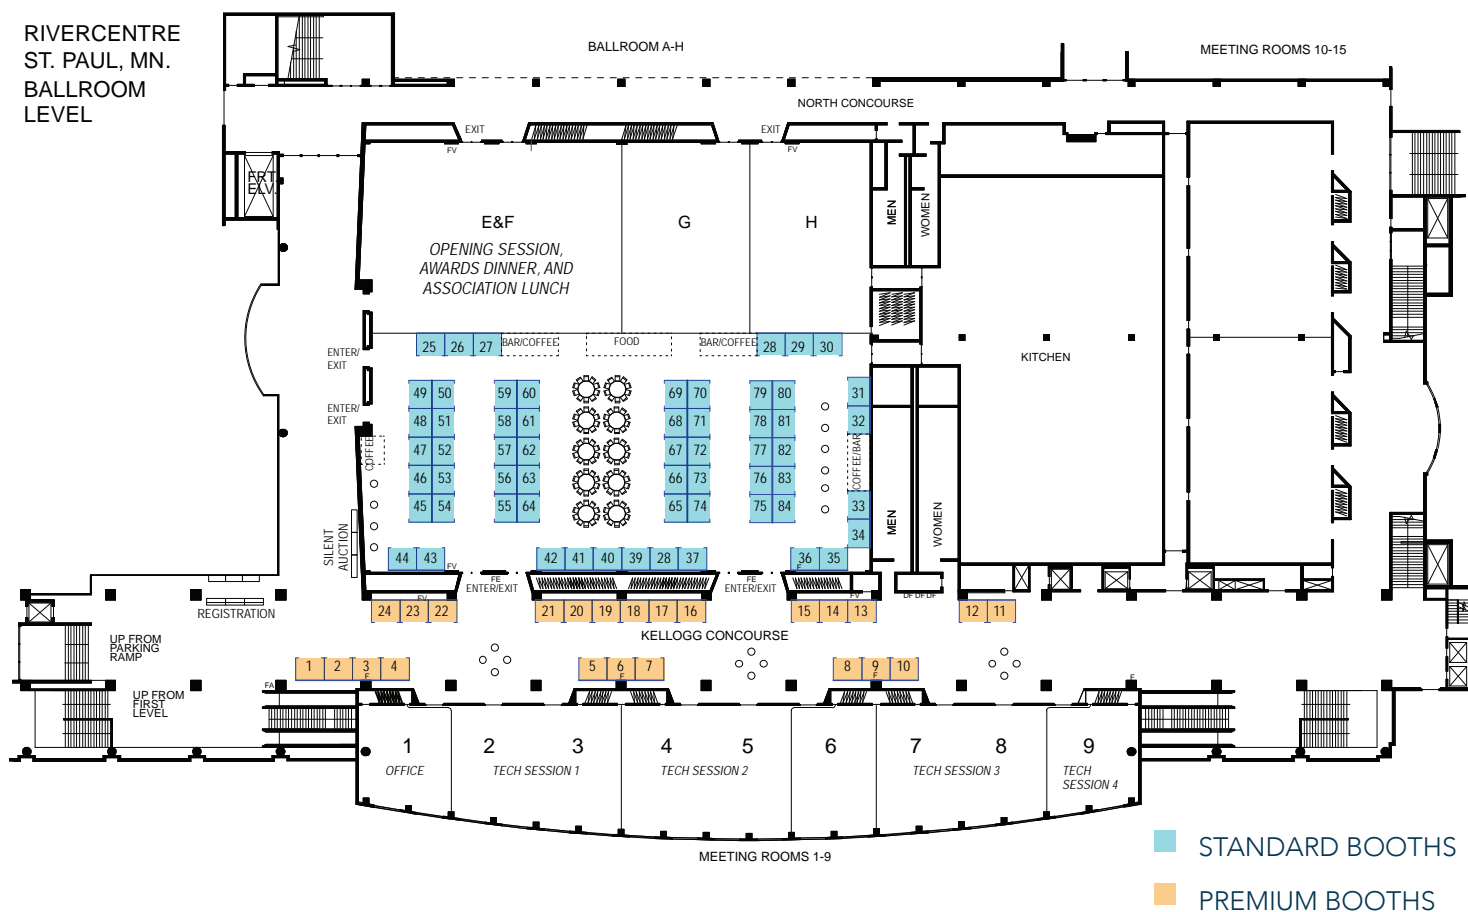 RIVERCENTRE
ST. PAUL, MN.
BALLROOM
LEVEL
BALLROOM A-H
MEETING ROOMS 10-15
NORTH CONCOURSE
EXIT
EXIT
FV
FV
FRT.
ELV.
E&F
G
H
OPENING SESSION,
AWARDS DINNER, AND
ASSOCIATION LUNCH
MEN
WOMEN
KITCHEN
ENTER/
EXIT
25 26 27
BAR/COFFEE
FOOD
BAR/COFFEE
28 29 30
ENTER/
EXIT
49 50 59 60 69 70 79 80 31
48 51 58 61 68 71 78 81 32
47 52 57 62 67 72 77 82
46 53 56 63 66 73 76 83
45 54 55 64 65 74 75 84 33
34
COFFEE
COFFEE/BAR
SILENT
AUCTION
MEN
WOMEN
44 43 42 41 40 39 28 37 36 35
F
FV
FE
ENTER/EXIT
FE
ENTER/EXIT
FV
FV
DF DF DF
REGISTRATION
24 23 22 21 20 19 18 17 16 15 14 13 12 11
KELLOGG CONCOURSE
UP FROM
PARKING
RAMP
1 2 3 4 5 6 7 8 9 10
F
F
F
F
FA
UP FROM
FIRST
LEVEL
1 2 3 4 5 6 7 8 9
OFFICE
TECH SESSION 1
TECH SESSION 2
TECH SESSION 3
TECH
SESSION 4
MEETING ROOMS 1-9
STANDARD BOOTHS
PREMIUM BOOTHS